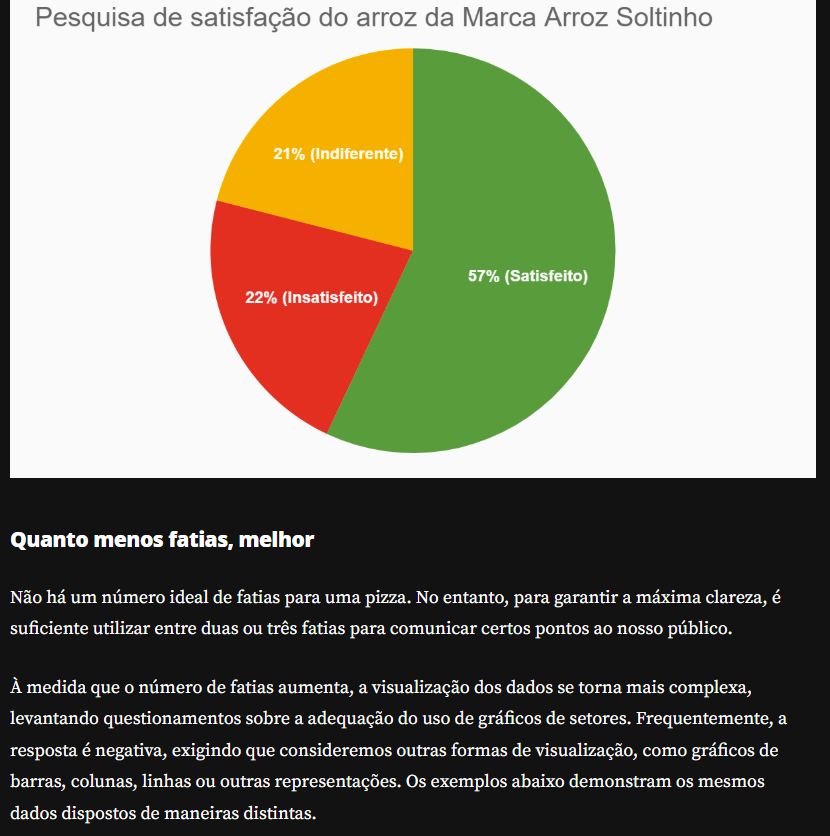 Pesquisa de satisfação do arroz da Marca Arroz Soltinho
21% (Indiferente)
57% (Satisfeito)
22% (Insatisfeito)
Quanto menos fatias, melhor
Não há um número ideal de fatias para uma pizza. No entanto, para garantir a máxima clareza, é
suficiente utilizar entre duas ou três fatias para comunicar certos pontos ao nosso público.
À medida que o número de fatias aumenta, a visualização dos dados se torna mais complexa,
levantando questionamentos sobre a adequação do uso de gráficos de setores. Frequentemente, a
resposta é negativa, exigindo que consideremos outras formas de visualização, como gráficos de
barras, colunas, linhas ou outras representações. Os exemplos abaixo demonstram os mesmos
dados dispostos de maneiras distintas.